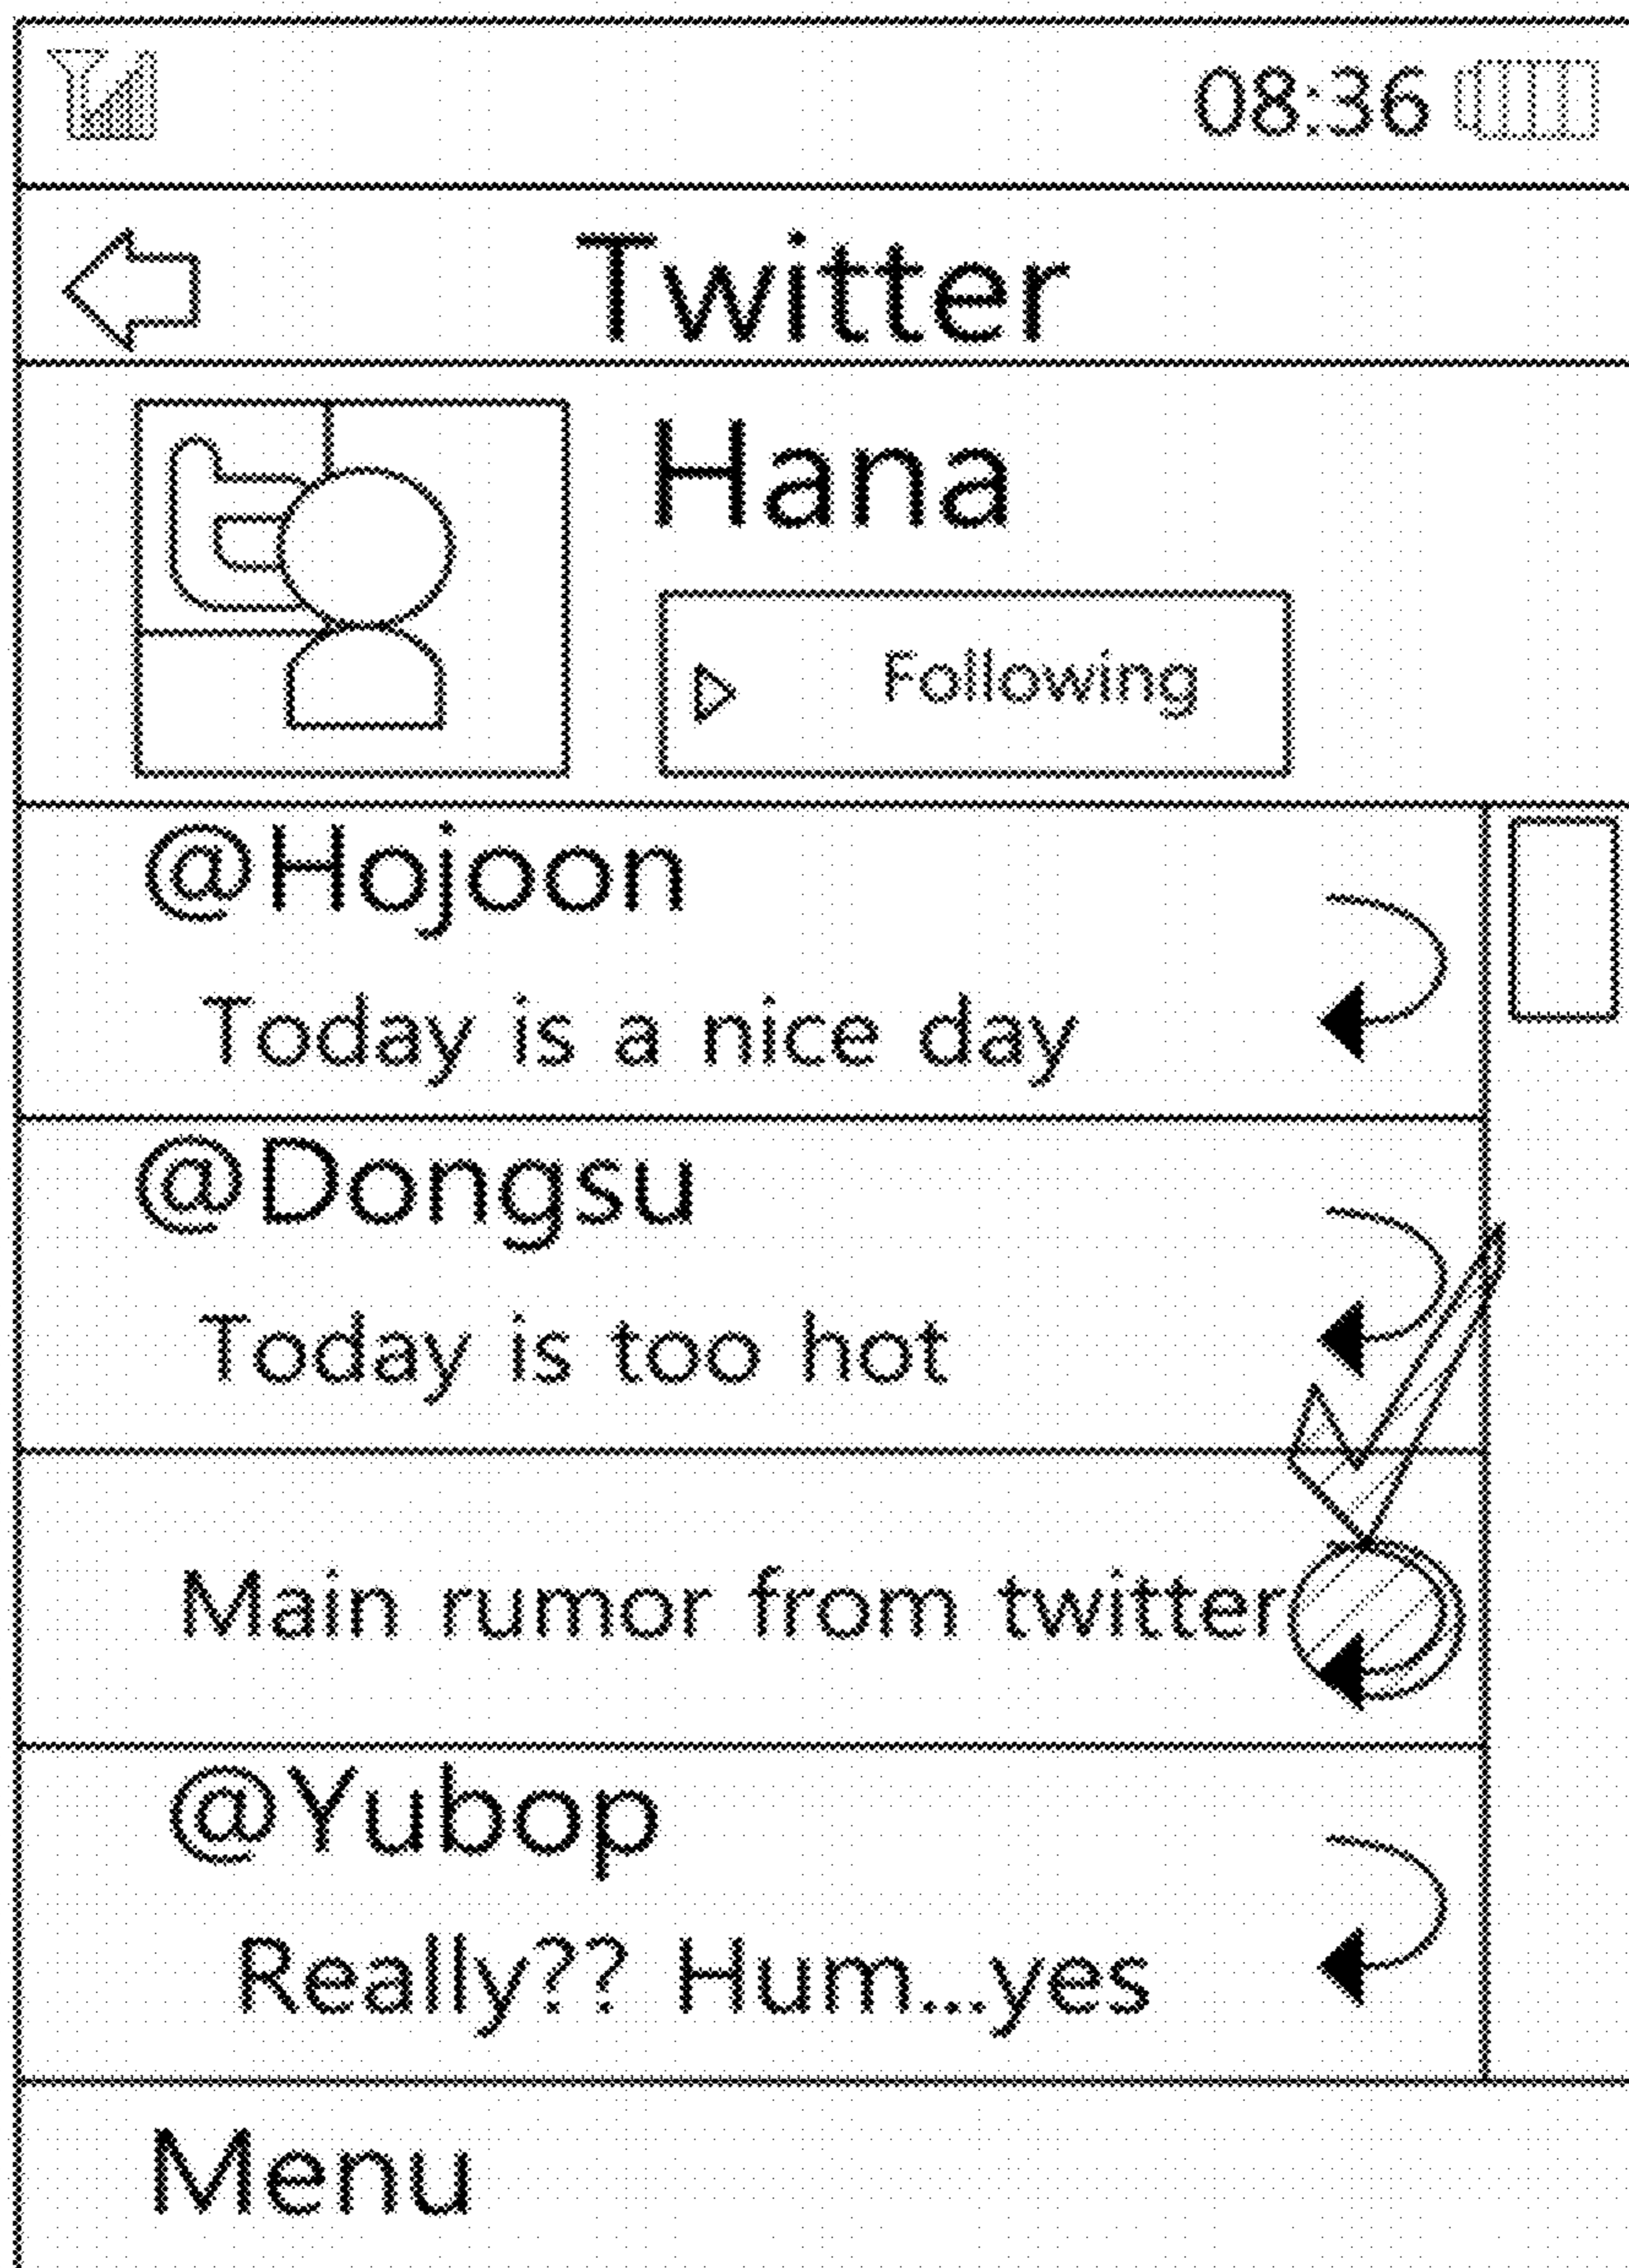 08:36
Twitter
Hana
Following
@Hojoon
Today is a nice day
@Dongsu
Today is too hot
Main rumor from twitter
@Yubop
Really?? Hum...yes
Menu